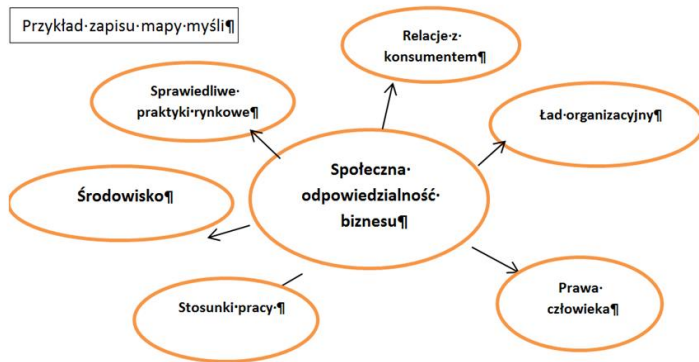 Przykład·zapisu·mapy·myśli¶
Relacje·z·
konsumentem¶
Sprawiedliwe·
praktyki·rynkowe¶
Ład·organizacyjny¶
Społeczna·
odpowiedzialność·
biznesu¶
Środowisko¶
Stosunki·pracy·¶
Prawa·
człowieka¶